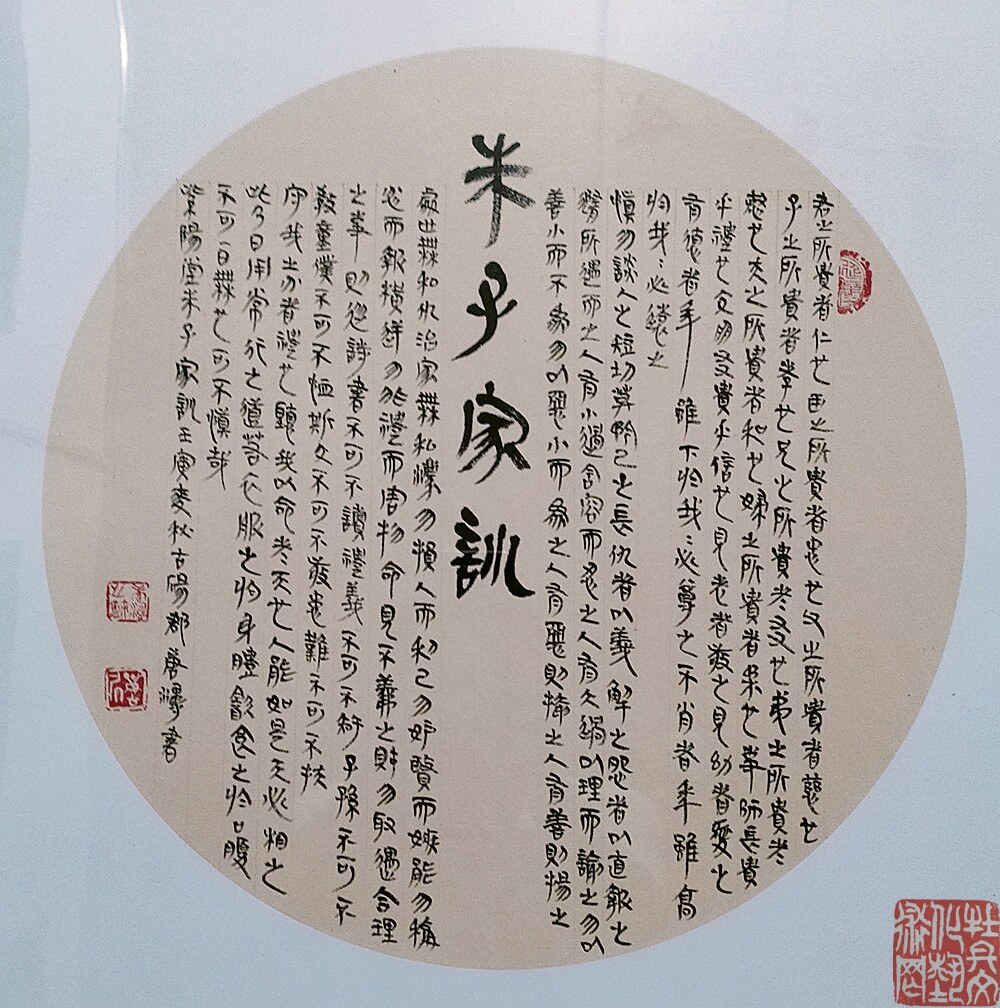 君之所貴者仁也臣之所貴者忠也父之所貴者慈也
子之所貴者孝也兄之所貴者友也弟之所貴者
恭也夫之所貴者和也婦之所貴者柔也事師長貴
乎禮也交朋友貴乎信也見老者敬之見幼者愛之
有德者年雖下於我〻必尊之不肖者年雖高
於我〻必遠之
慎勿談人之短切莫矜己之長仇者以義解之怨者以直報之
隨所遇而安之人有小過含容而忍之人有大過以理而諭之勿以
善小而不為勿以惡小而為之人有惡則掩之人有善則揚之
朱子家訓
處世無私仇治家無私法勿損人而利己勿妒賢而嫉能勿稱
忿而報橫逆勿非禮而害物命見不義之財勿取遇合理
之事則從詩書不可不讀禮義不可不知子孫不可不
教童僕不可不恤斯文不可不敬患難不可不扶
守我之分者禮也聽我以命者天也人能如是天必相之
此乃日用常行之道若衣服之於身體飲食之於口腹
不可一日無也可不慎哉
紫陽堂朱子家訓壬寅麥秋古陽郡唐書